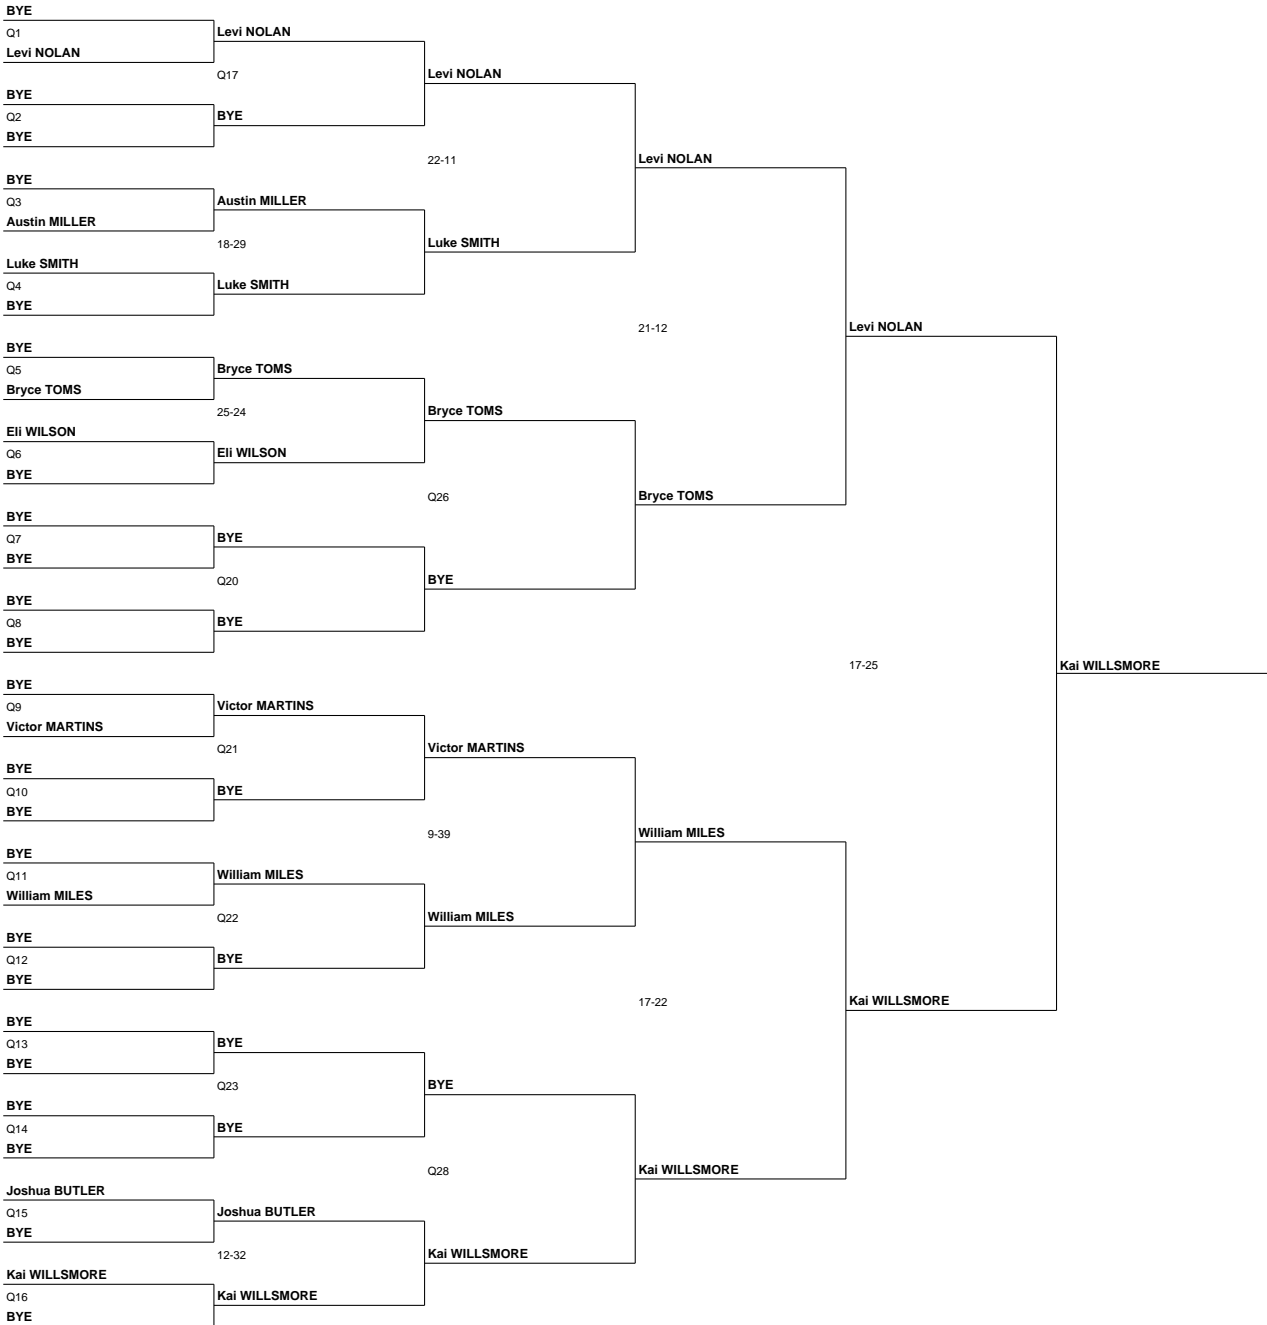 BYE
Q1
Levi NOLAN
BYE
Q2
BYE
BYE
Q3
Austin MILLER
Luke SMITH
Q4
BYE
BYE
Q5
Bryce TOMS
Eli WILSON
Q6
BYE
BYE
Q7
BYE
BYE
Q8
BYE
BYE
Q9
Victor MARTINS
BYE
Q10
BYE
BYE
Q11
William MILES
BYE
Q12
BYE
BYE
Q13
BYE
BYE
Q14
BYE
Joshua BUTLER
Q15
BYE
Kai WILLSMORE
Q16
BYE
Levi NOLAN
Q17
BYE
Austin MILLER
18-29
Luke SMITH
Bryce TOMS
25-24
Eli WILSON
BYE
Q20
BYE
Victor MARTINS
Q21
BYE
William MILES
Q22
BYE
BYE
Q23
BYE
Joshua BUTLER
12-32
Kai WILLSMORE
Levi NOLAN
22-11
Luke SMITH
Bryce TOMS
Q26
BYE
Victor MARTINS
9-39
William MILES
BYE
Q28
Kai WILLSMORE
Levi NOLAN
21-12
Bryce TOMS
William MILES
17-22
Kai WILLSMORE
Levi NOLAN
17-25
Kai WILLSMORE
Kai WILLSMORE